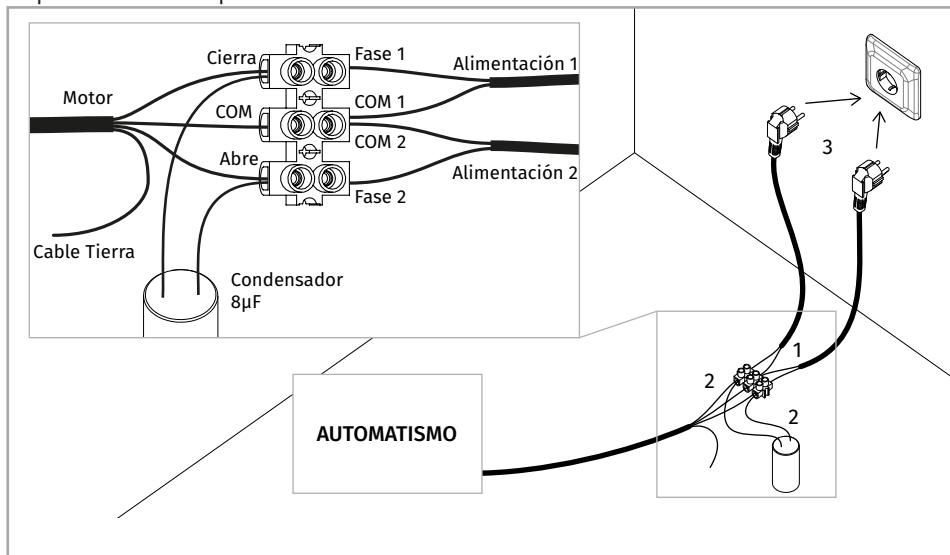 Cierra
Fase 1
Alimentación 1
Motor
COM
COM 1
COM 2
Abre
Alimentación 2
Fase 2
Cable Tierra
Condensador
8µF
3
1
2
2
AUTOMATISMO